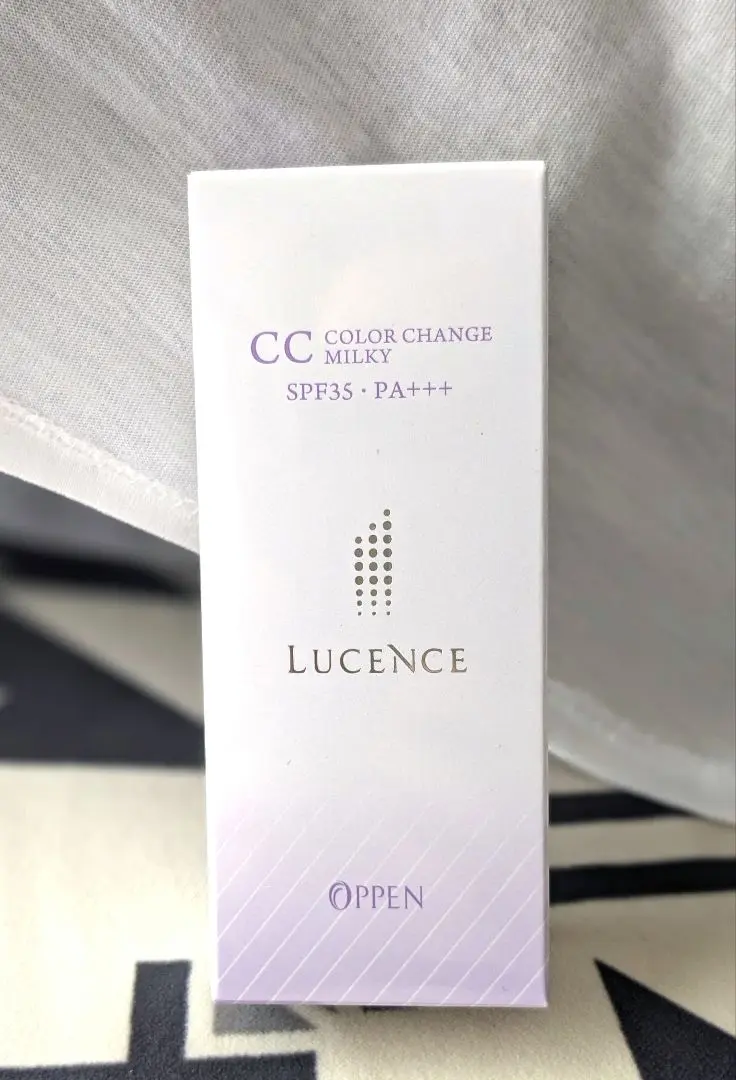 CC COLOR CHANGE
MILKY
SPF35・PA+++
LUCENCE
OPPEN